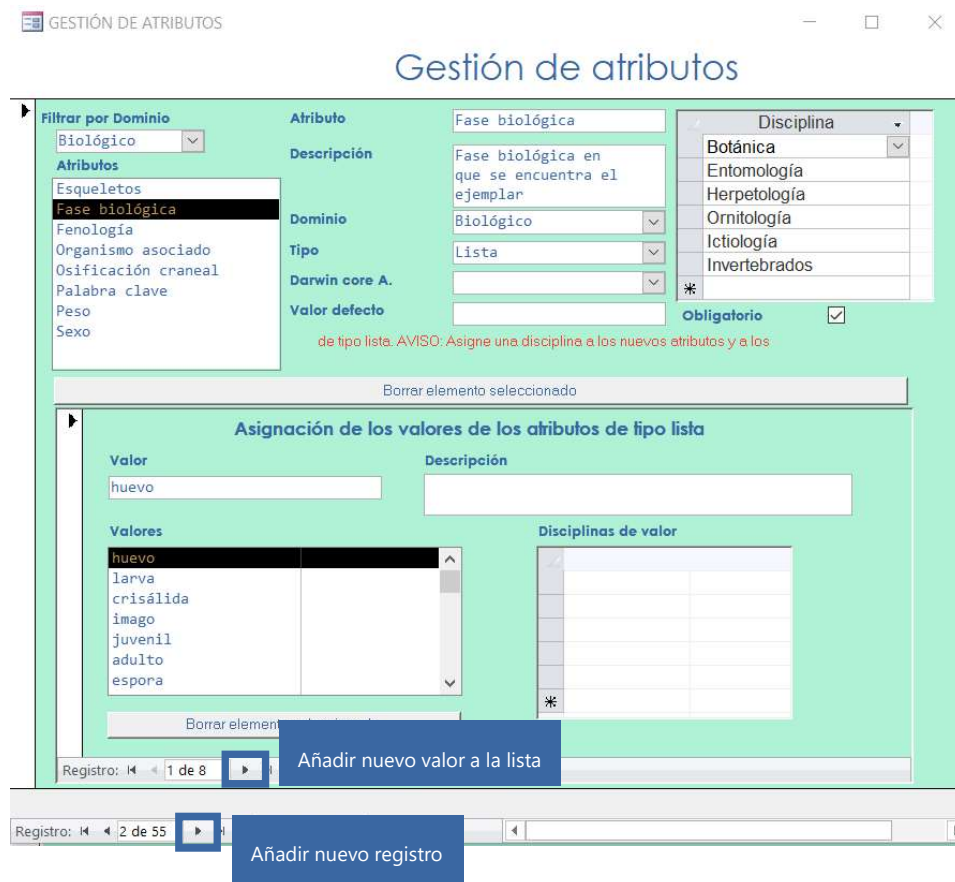 GESTIÓN DE ATRIBUTOS
Gestión de atributos
Filtrar por Dominio
Biológico
Atributos
Esqueletos
Fase biológica
Fenología
Organismo asociado
Osificación craneal
Palabra clave
Peso
Sexo
Atributo
Fase biológica
Descripción
Fase biológica en
que se encuentra el
ejemplar
Dominio
Biológico
Tipo
Lista
Darwin core A.
Valor defecto
Disciplina
Botánica
Entomología
Herpetología
Ornitología
Ictiología
Invertebrados
Obligatorio
de tipo lista. AVISO: Asigne una disciplina a los nuevos atributos y a los
Borrar elemento seleccionado
Asignación de los valores de los atributos de tipo lista
Valor
huevo
Descripción
Valores
huevo
larva
crisálida
imago
juvenil
adulto
espora
Disciplinas de valor
Borrar
Registro: 1 de 8
Añadir nuevo valor a la lista
Registro: 2 de 55
Añadir nuevo registro